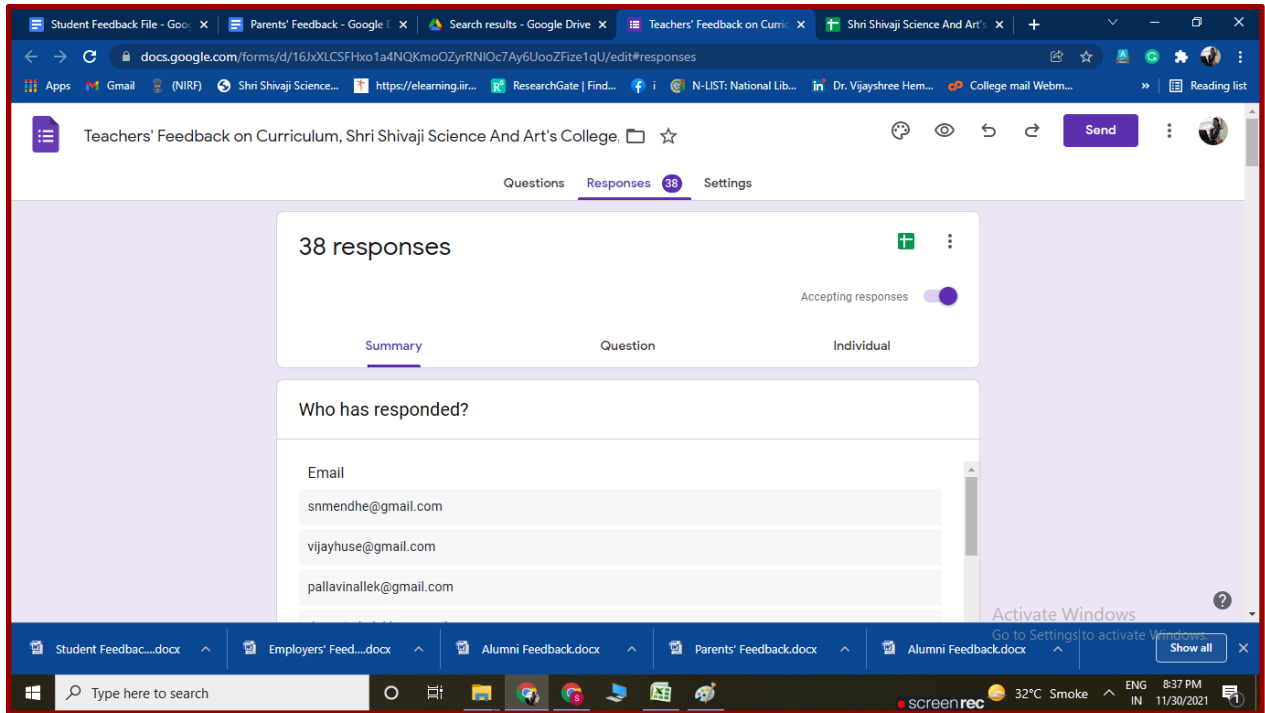 Student Feedback File - Goo
Parents' Feedback - Google D
Search results - Google Drive
Teachers' Feedback on Curric
Shri Shivaji Science And Art's
docs.google.com/forms/d/16JxXLCSFHxo1a4NQKmoOZyrRNlOc7Ay6UooZFize1qU/edit#responses
Apps Gmail (NIRF) Shri Shivaji Science... https://elearning.iir... ResearchGate | Find... i N-LIST: National Lib... Dr. Vijayshree Hem... College mail Webm... » Reading list
Teachers' Feedback on Curriculum, Shri Shivaji Science And Art's College,
Send
Questions Responses 38 Settings
38 responses
Accepting responses
Summary Question Individual
Who has responded?
Email
snmendhe@gmail.com
vijayhuse@gmail.com
pallavinallek@gmail.com
Activate Windows
Go to Settings to activate Windows.
Student Feedbac....docx Employers' Feed....docx Alumni Feedback.docx Parents' Feedback.docx Alumni Feedback.docx Show all
Type here to search
screenrec
32°C Smoke
ENG
IN
8:37 PM
11/30/2021
1